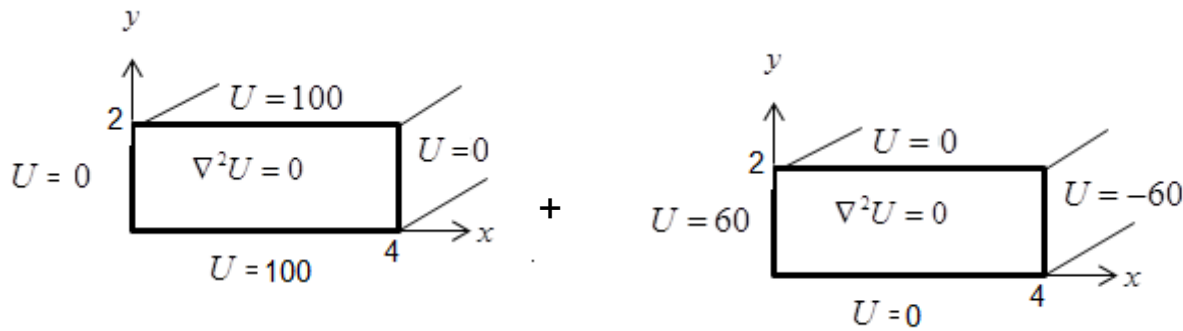 y
U = 100
2
U = 0
∇²U = 0
U = 0
x
4
U = 100
+
y
U = 0
2
U = 60
∇²U = 0
U = −60
x
4
U = 0